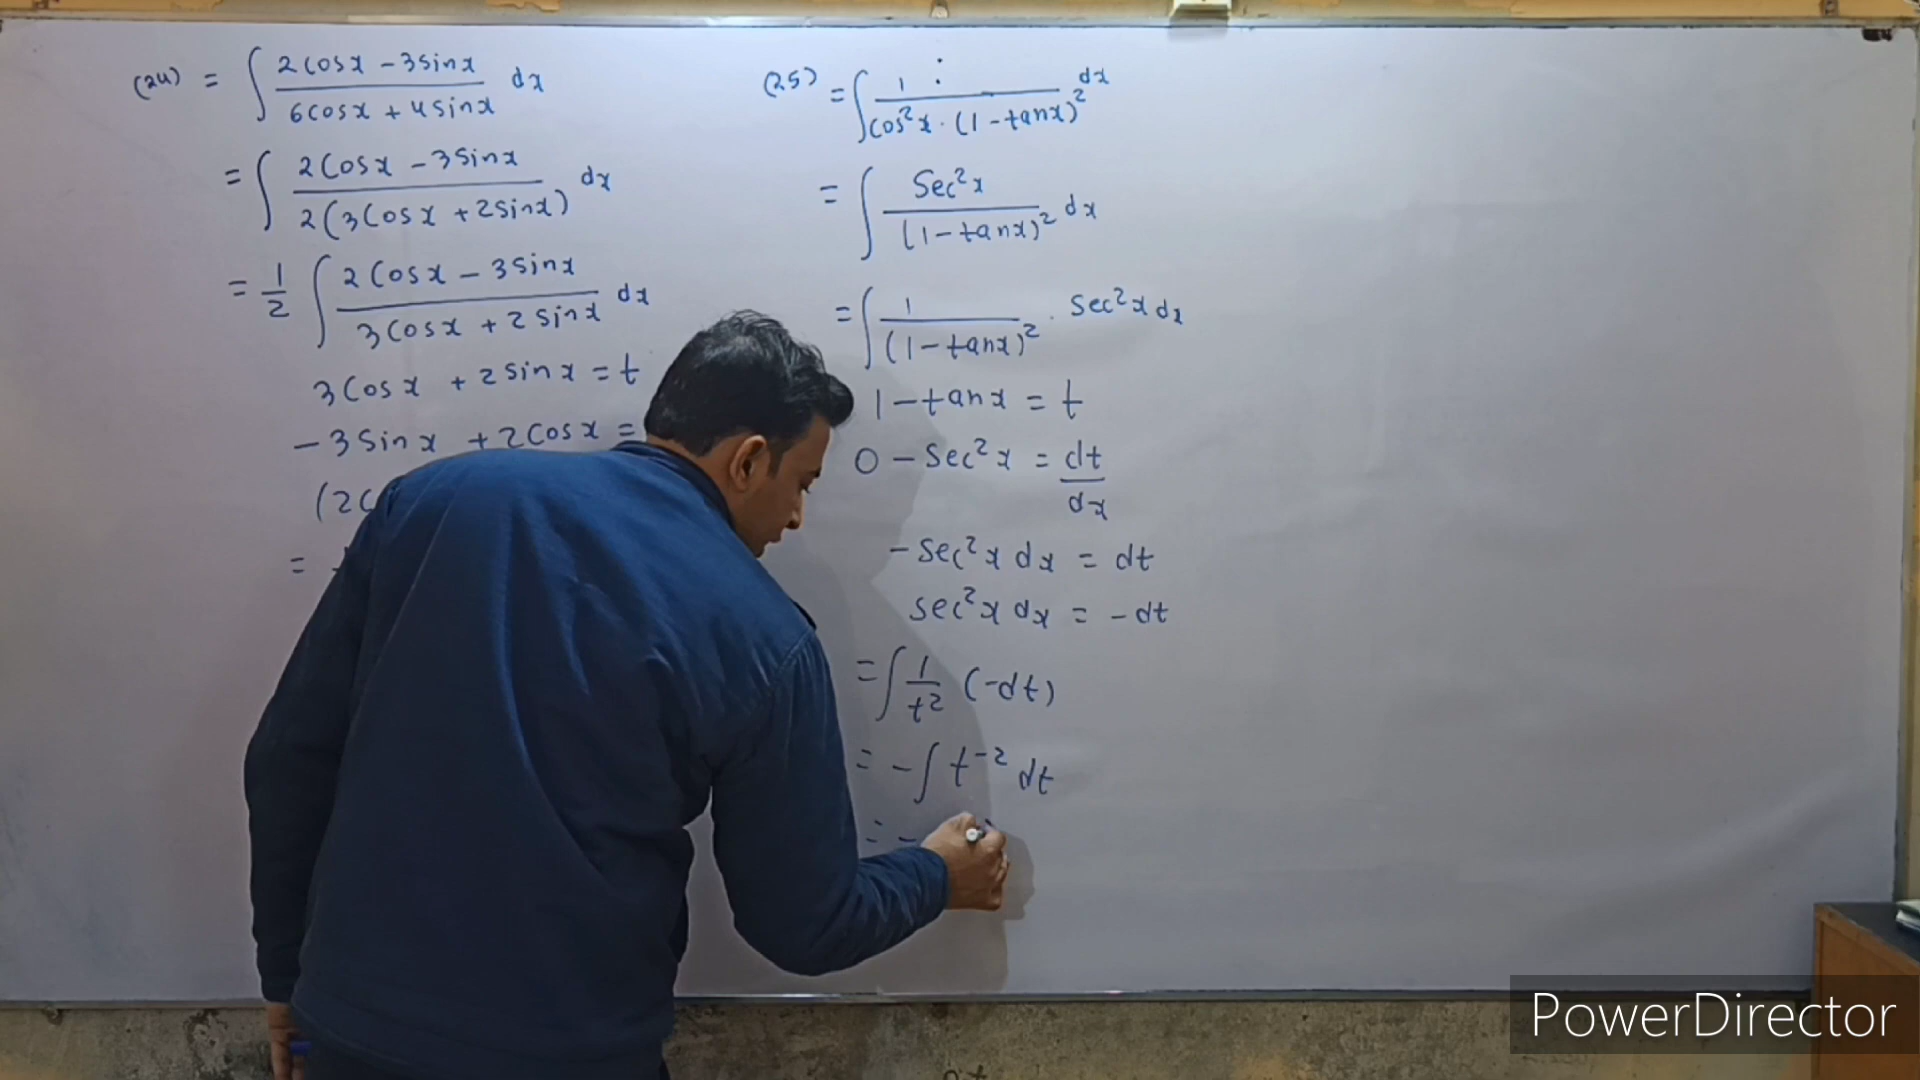 (24) = ∫ 2cosx - 3sinx / 6cosx + 4sinx dx
= ∫ 2cosx - 3sinx / 2(3cosx + 2sinx) dx
= 1/2 ∫ 2cosx - 3sinx / 3cosx + 2sinx dx
3cosx + 2sinx = t
- 3sinx + 2cosx =
(2c
=
(25) = ∫ 1 / cos²x · (1 - tanx)² dx
= ∫ sec²x / (1 - tanx)² dx
= ∫ 1 / (1 - tanx)² · sec²x dx
1 - tanx = t
0 - sec²x = dt/dx
- sec²x dx = dt
sec²x dx = - dt
= ∫ 1/t² (-dt)
= - ∫ t⁻² dt
= -
PowerDirector